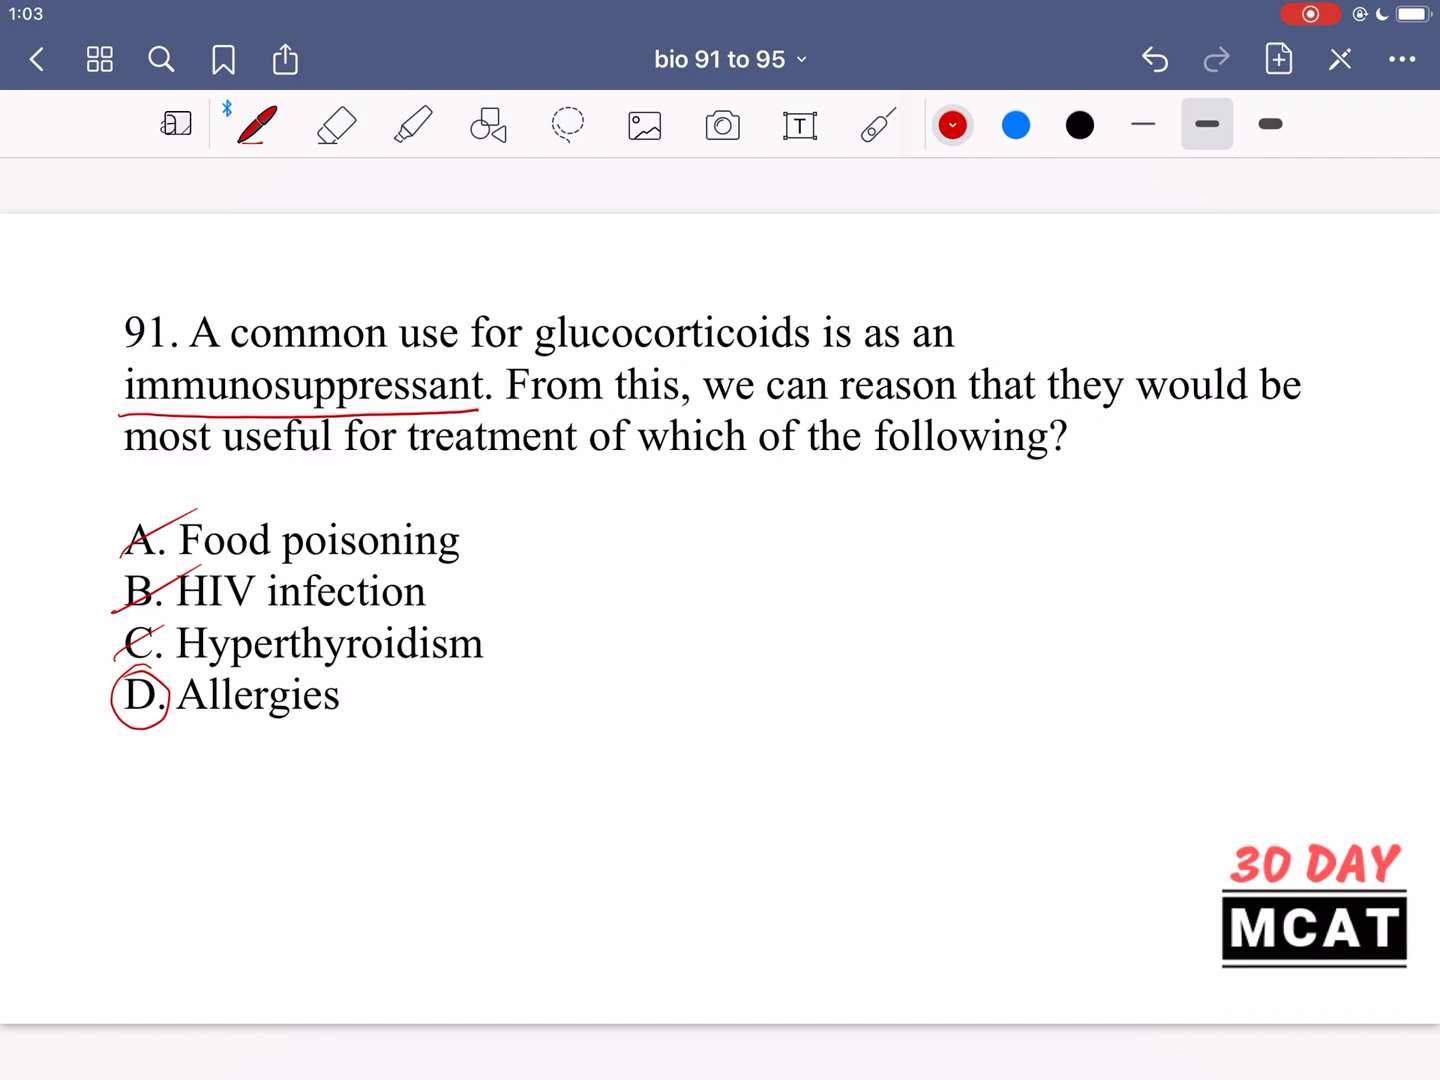 1:03
bio 91 to 95
T
91. A common use for glucocorticoids is as an
immunosuppressant. From this, we can reason that they would be
most useful for treatment of which of the following?
A. Food poisoning
B. HIV infection
C. Hyperthyroidism
D. Allergies
30 DAY
MCAT